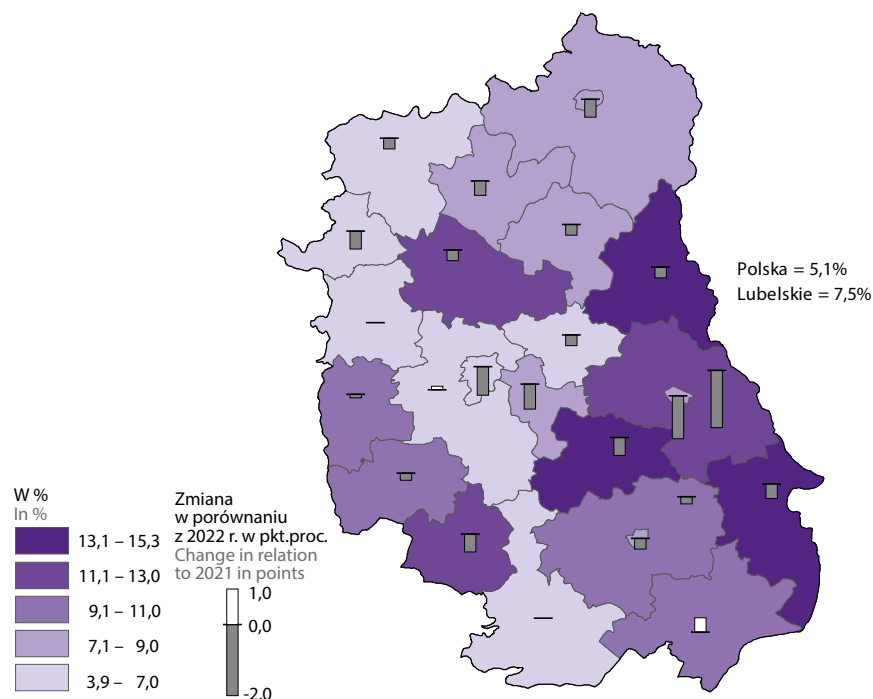 Polska = 5,1%
Lubelskie = 7,5%
W %
In %
13,1 – 15,3
11,1 – 13,0
9,1 – 11,0
7,1 – 9,0
3,9 – 7,0
Zmiana
w porównaniu
z 2022 r. w pkt.proc.
Change in relation
to 2021 in points
1,0
0,0
-2,0